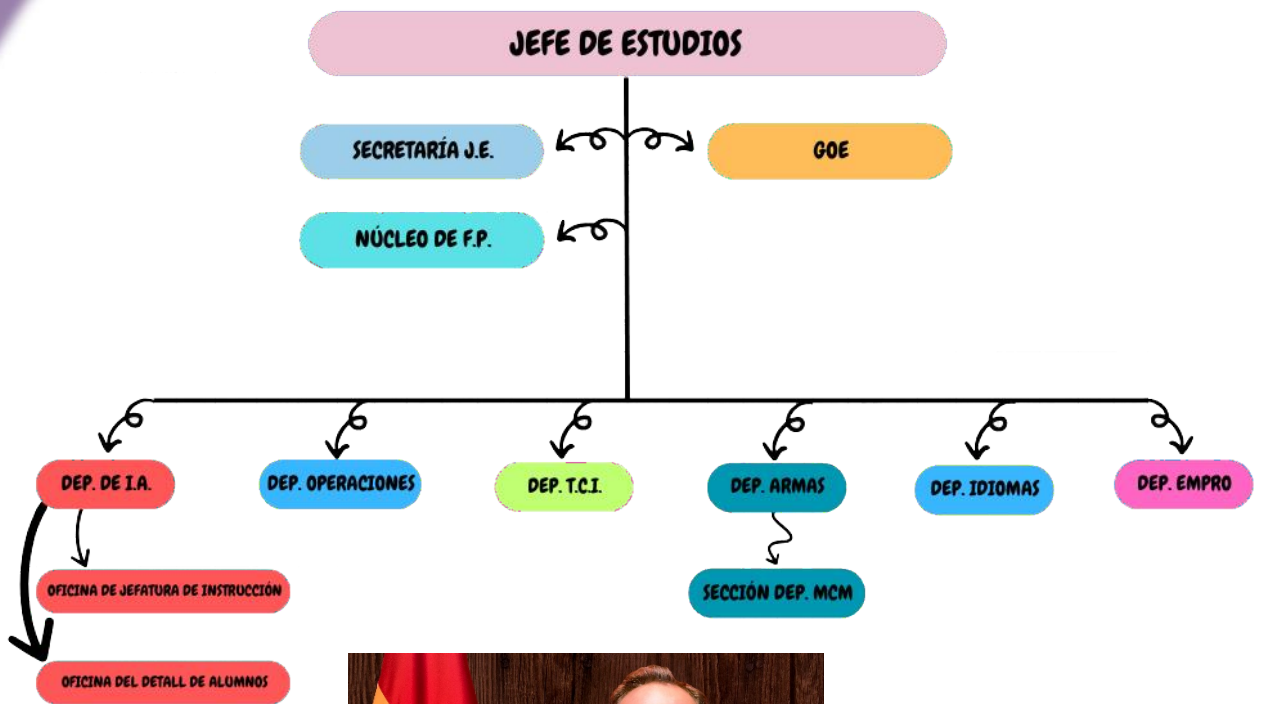 JEFE DE ESTUDIOS
SECRETARÍA J.E.
GOE
NÚCLEO DE F.P.
DEP. DE I.A.
DEP. OPERACIONES
DEP. T.C.I.
DEP. ARMAS
DEP. IDIOMAS
DEP. EMPRO
OFICINA DE JEFATURA DE INSTRUCCIÓN
SECCIÓN DEP. MCM
OFICINA DEL DETALL DE ALUMNOS